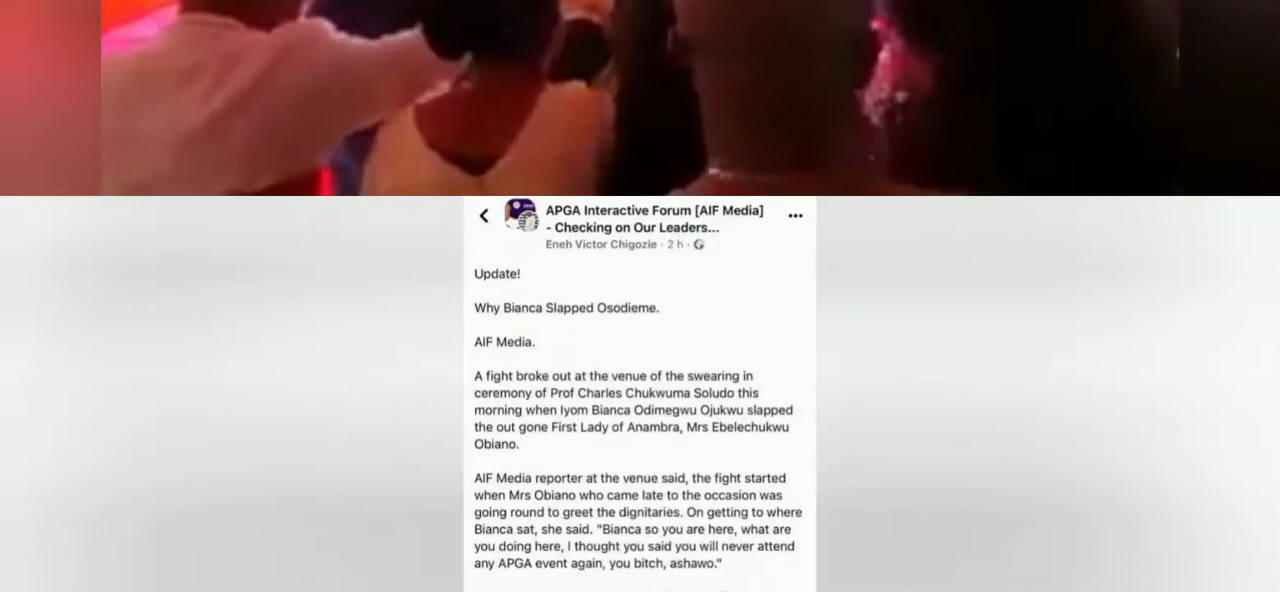 APGA Interactive Forum [AIF Media]
- Checking on Our Leaders...
Eneh Victor Chigozie · 2 h ·
Update!
Why Bianca Slapped Osodieme.
AIF Media.
A fight broke out at the venue of the swearing in
ceremony of Prof Charles Chukwuma Soludo this
morning when Iyom Bianca Odimegwu Ojukwu slapped
the out gone First Lady of Anambra, Mrs Ebelechukwu
Obiano.
AIF Media reporter at the venue said, the fight started
when Mrs Obiano who came late to the occasion was
going round to greet the dignitaries. On getting to where
Bianca sat, she said. "Bianca so you are here, what are
you doing here, I thought you said you will never attend
any APGA event again, you bitch, ashawo."